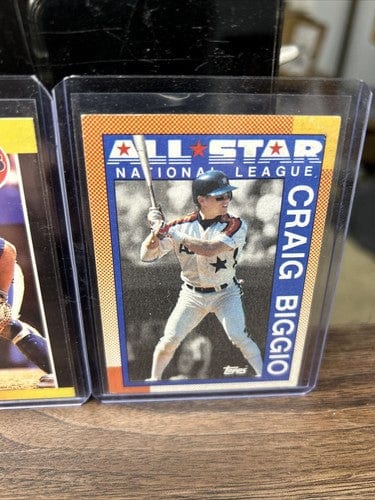 ALL★STAR
NATIONAL LEAGUE
CRAIG BIGGIO
Topps